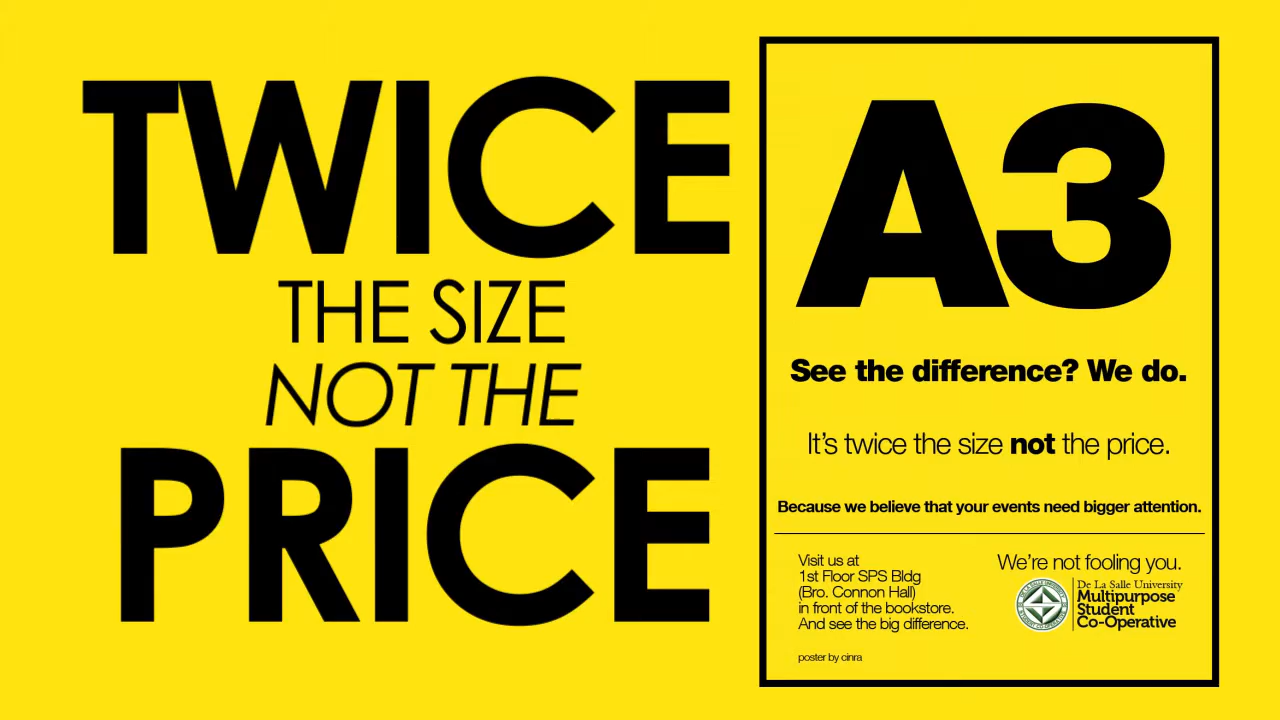 TWICE
THE SIZE
NOT THE
PRICE
A3
See the difference? We do.
It's twice the size not the price.
Because we believe that your events need bigger attention.
Visit us at
1st Floor SPS Bldg
(Bro. Connon Hall)
in front of the bookstore.
And see the big difference.
poster by cinra
We're not fooling you.
De La Salle University
Multipurpose
Student
Co-Operative